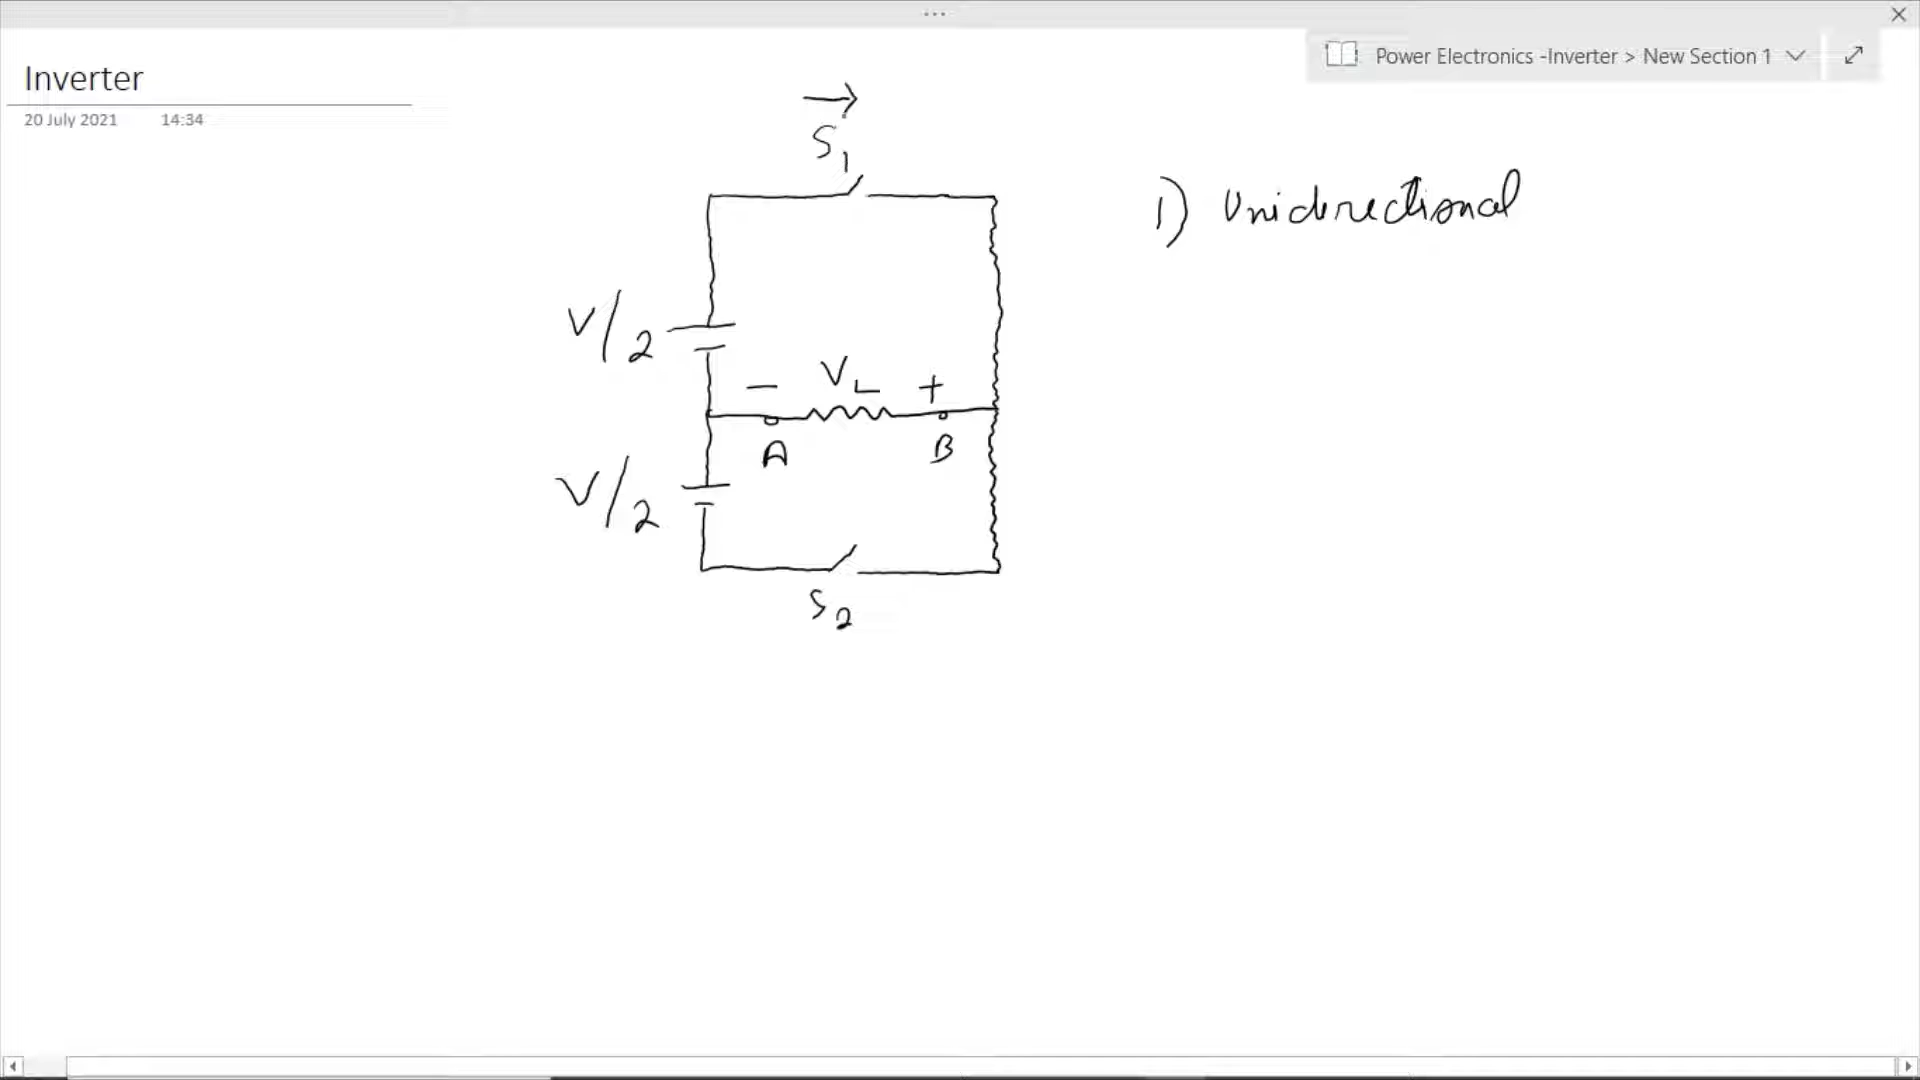 ...
Power Electronics -Inverter > New Section 1
Inverter
20 July 2021 14:34
S1
1) Unidirectional
V/2
- VL +
A B
V/2
S2